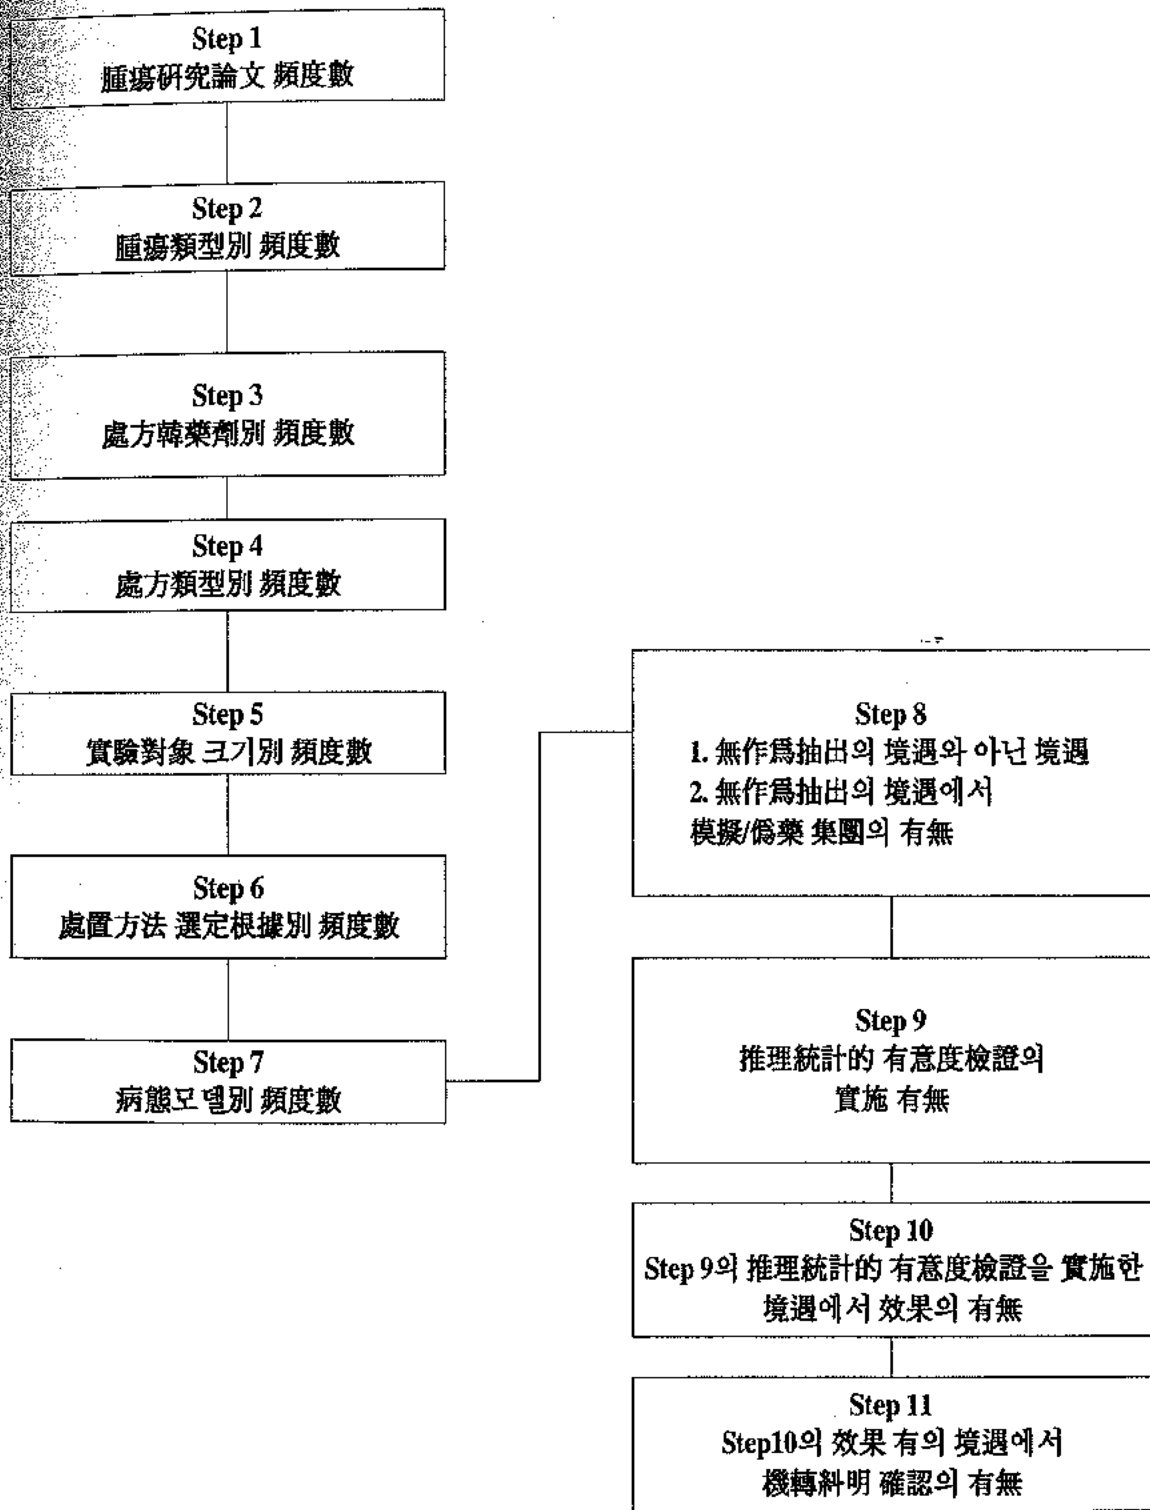 Step 1
腫瘍硏究論文 頻度數
Step 2
腫瘍類型別 頻度數
Step 3
處方韓藥劑別 頻度數
Step 4
處方類型別 頻度數
Step 5
實驗對象 크기別 頻度數
Step 6
處置方法 選定根據別 頻度數
Step 7
病態모델別 頻度數
Step 8
1. 無作爲抽出의 境遇와 아닌 境遇
2. 無作爲抽出의 境遇에서
模擬/僞藥 集團의 有無
Step 9
推理統計的 有意度檢證의
實施 有無
Step 10
Step 9의 推理統計的 有意度檢證을 實施한
境遇에서 效果의 有無
Step 11
Step10의 效果 有의 境遇에서
機轉糾明 確認의 有無